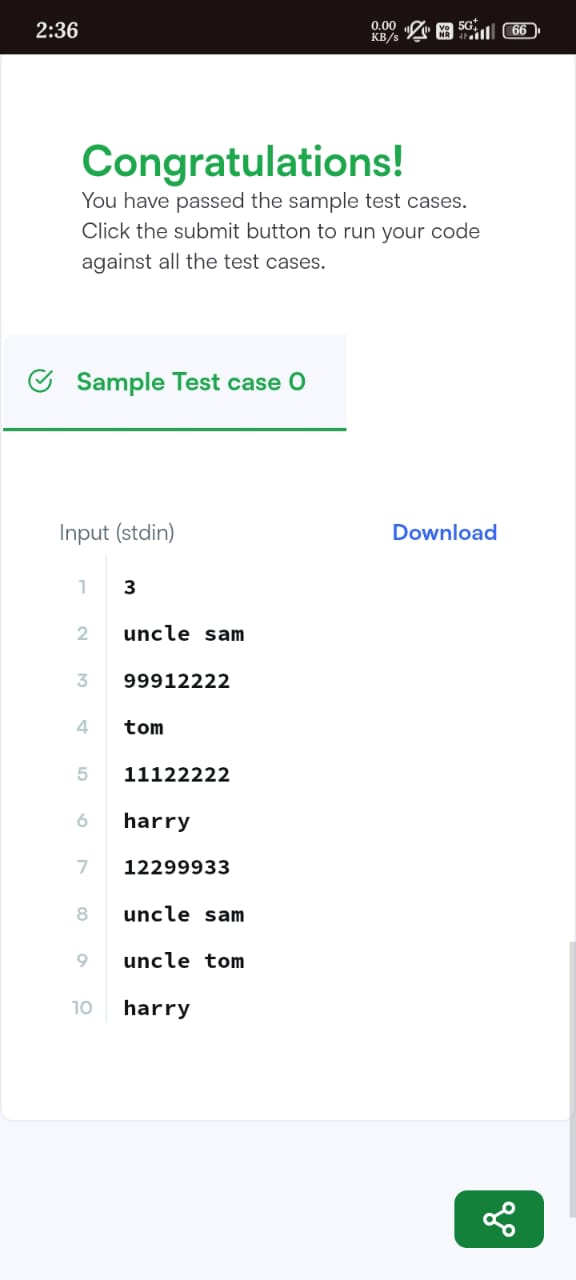 2:36
0.00
KB/s
Vo
NR
5G+
66
Congratulations!
You have passed the sample test cases.
Click the submit button to run your code
against all the test cases.
Sample Test case 0
Input (stdin)
Download
1 3
2 uncle sam
3 99912222
4 tom
5 11122222
6 harry
7 12299933
8 uncle sam
9 uncle tom
10 harry